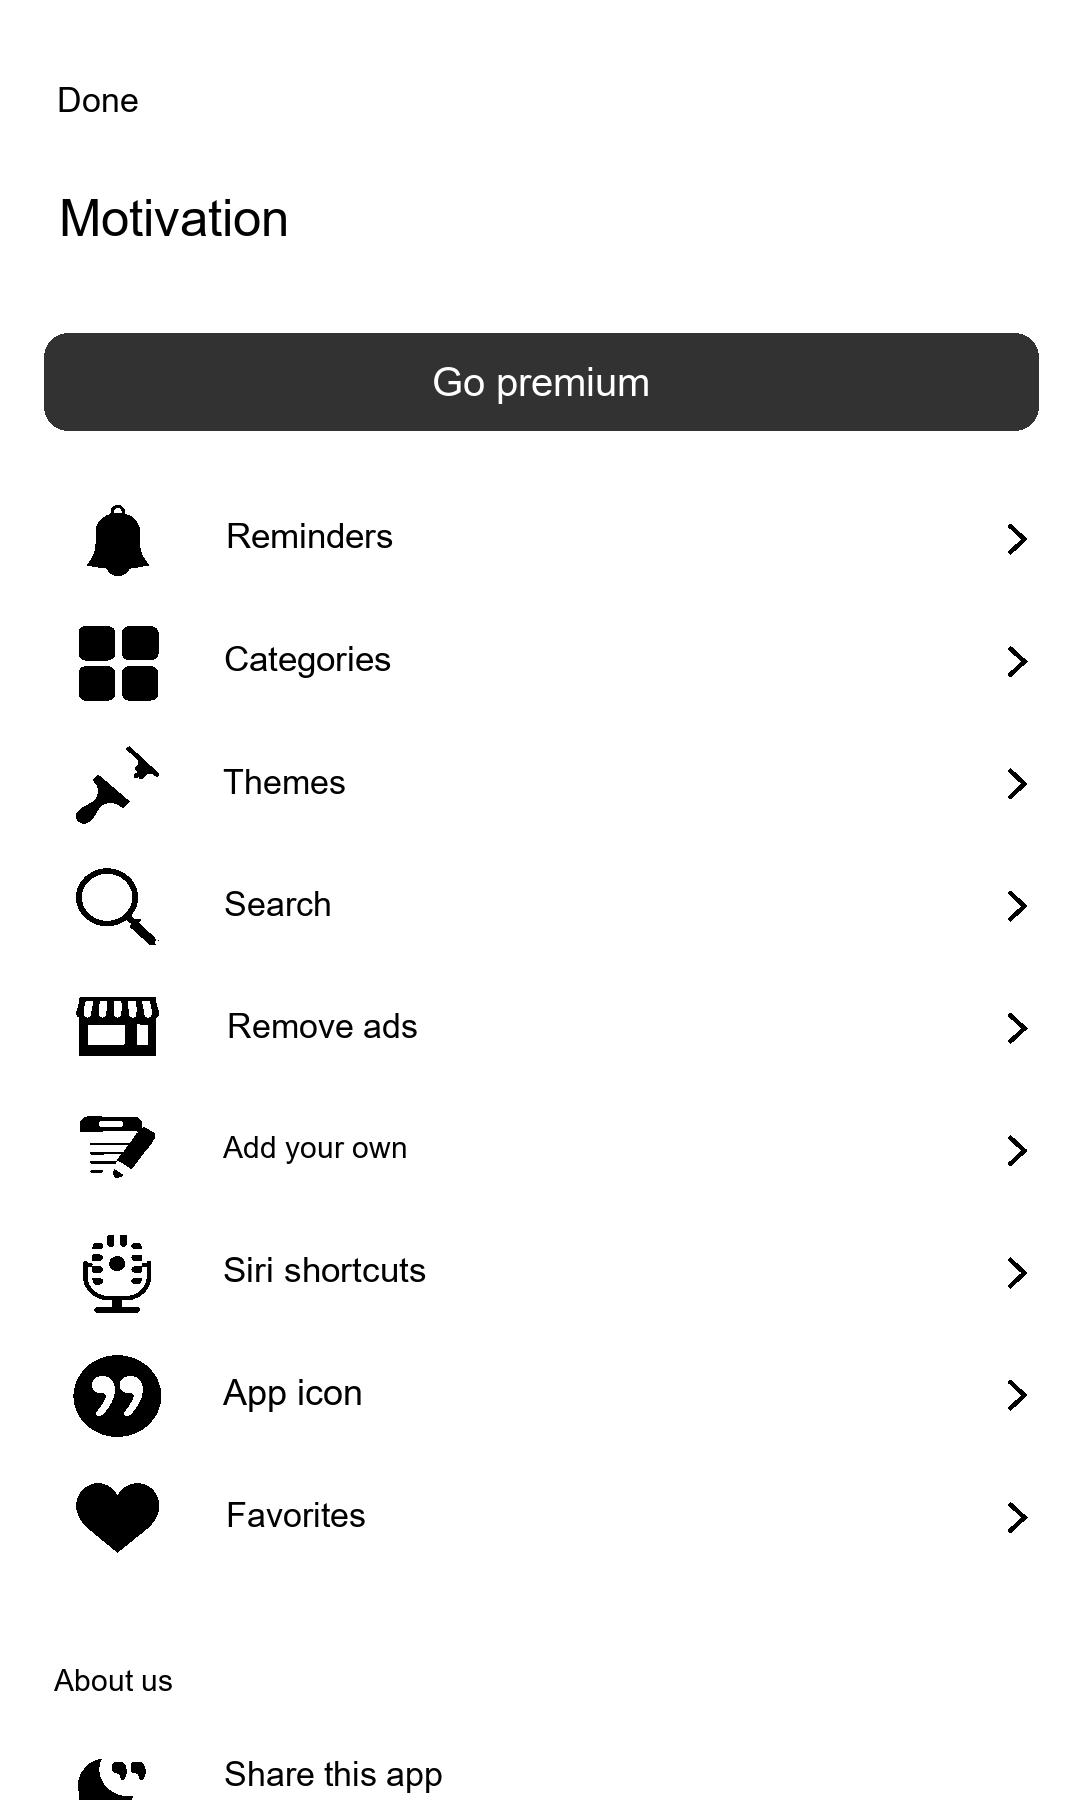 Done
Motivation
Go premium
Reminders
Categories
Themes
Search
Remove ads
Add your own
Siri shortcuts
App icon
Favorites
About us
Share this app